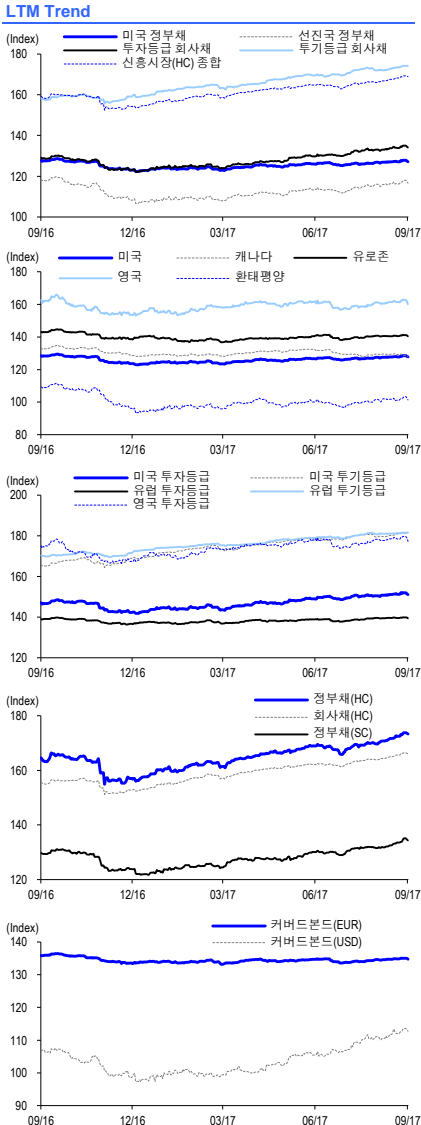 LTM Trend
(Index)
미국 정부채 선진국 정부채
투자등급 회사채 투기등급 회사채
신흥시장(HC) 종합
180
160
140
120
100
09/16 12/16 03/17 06/17 09/17
(Index)
미국 캐나다 유로존
영국 환태평양
180
160
140
120
100
80
09/16 12/16 03/17 06/17 09/17
(Index)
미국 투자등급 미국 투기등급
유럽 투자등급 유럽 투기등급
영국 투자등급
200
180
160
140
120
09/16 12/16 03/17 06/17 09/17
(Index)
정부채(HC)
회사채(HC)
정부채(SC)
180
160
140
120
09/16 12/16 03/17 06/17 09/17
(Index)
커버드본드(EUR)
커버드본드(USD)
140
130
120
110
100
90
09/16 12/16 03/17 06/17 09/17